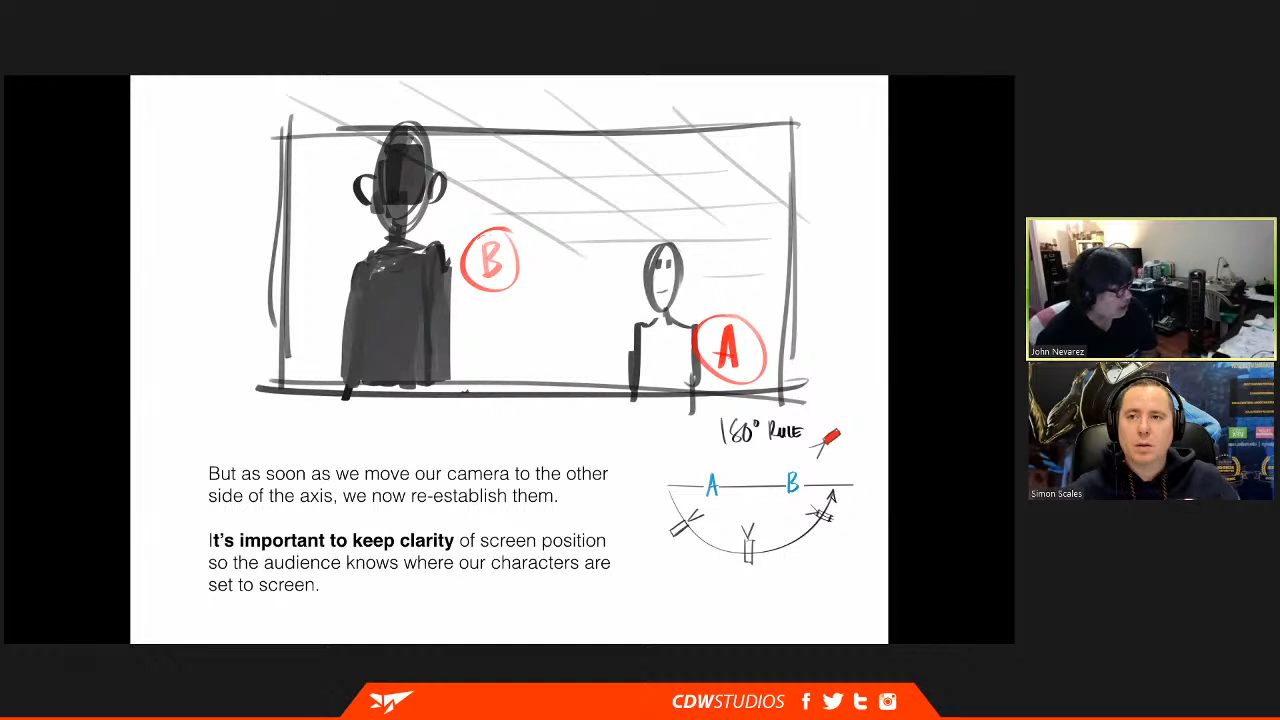 B
A
180° RULE
A B
But as soon as we move our camera to the other
side of the axis, we now re-establish them.
It's important to keep clarity of screen position
so the audience knows where our characters are
set to screen.
John Nevarez
Simon Scales
CDWSTUDIOS